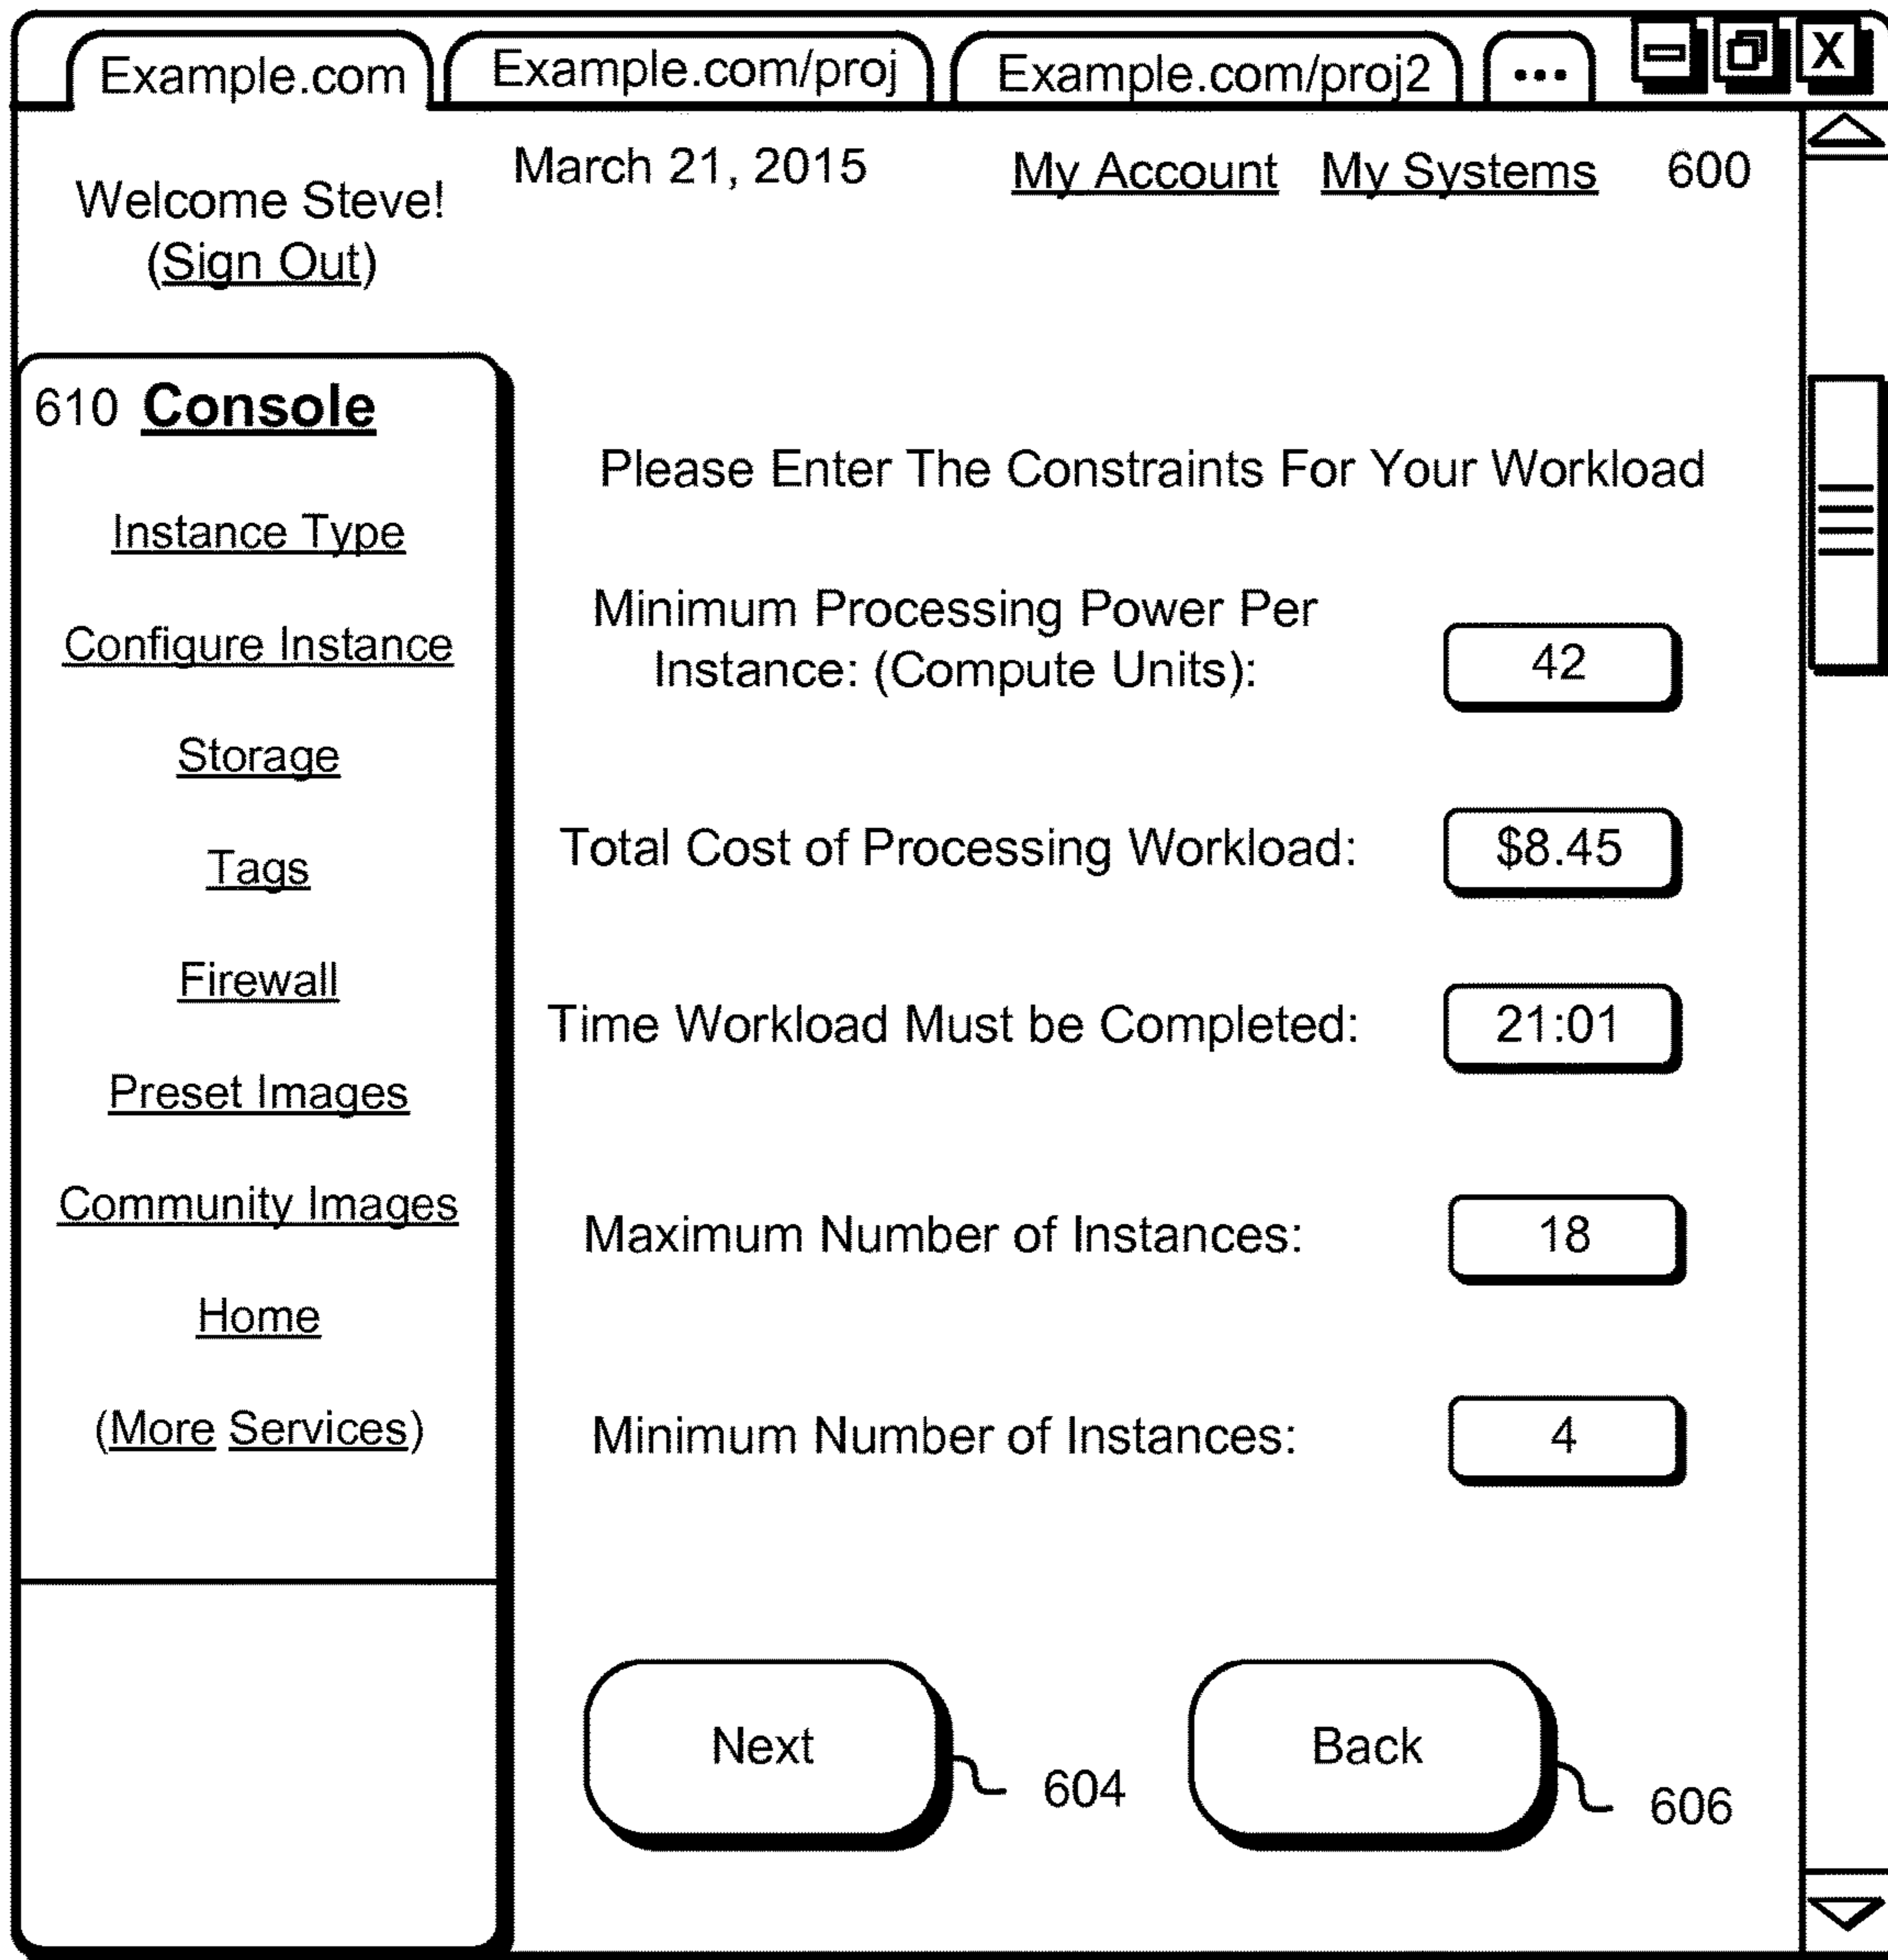 Example.com
Example.com/proj
Example.com/proj2
...
X
Welcome Steve!
(Sign Out)
March 21, 2015
My Account
My Systems
600
610 Console
Instance Type
Configure Instance
Storage
Tags
Firewall
Preset Images
Community Images
Home
(More Services)
Please Enter The Constraints For Your Workload
Minimum Processing Power Per
Instance: (Compute Units):
42
Total Cost of Processing Workload:
$8.45
Time Workload Must be Completed:
21:01
Maximum Number of Instances:
18
Minimum Number of Instances:
4
Next
604
Back
606